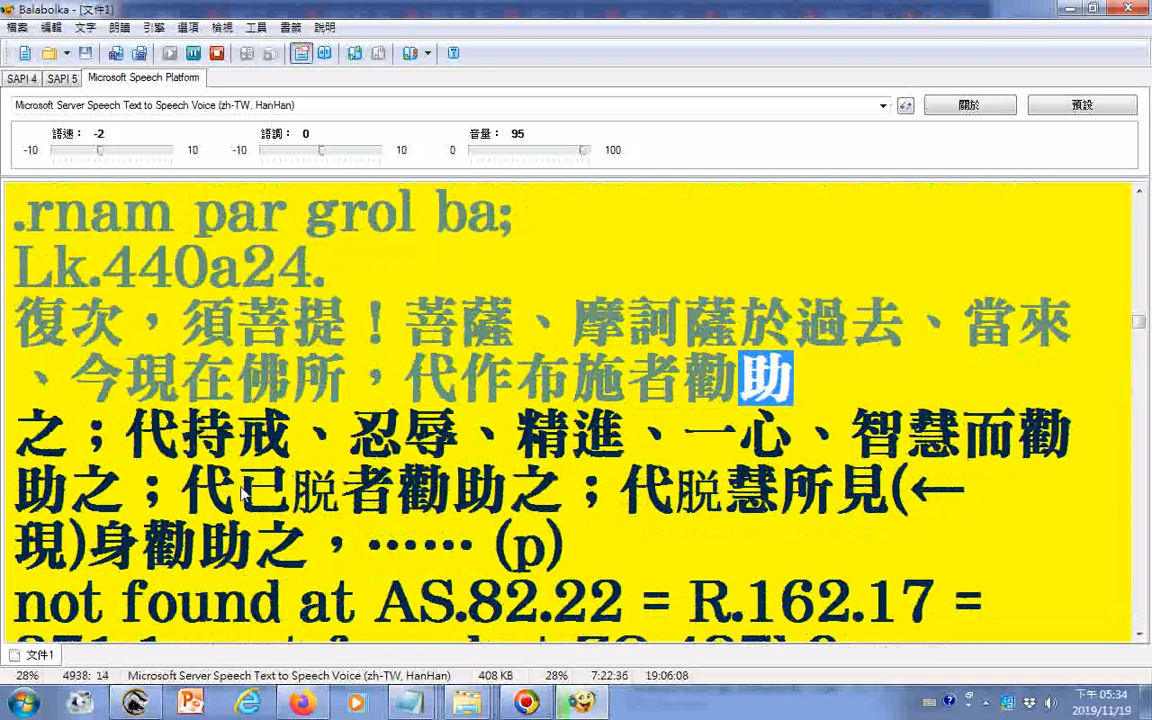 Balabolka - [文件1]
檔案 編輯 文字 朗讀 引擎 選項 檢視 工具 書籤 說明
SAPI 4 SAPI 5 Microsoft Speech Platform
Microsoft Server Speech Text to Speech Voice (zh-TW, HanHan) 關於 預設
語速： -2 語調： 0 音量： 95
-10 10 -10 10 0 100
.rnam par grol ba;
Lk.440a24.
復次，須菩提！菩薩、摩訶薩於過去、當來
、今現在佛所，代作布施者勸助
之；代持戒、忍辱、精進、一心、智慧而勸
助之；代已脱者勸助之；代脱慧所見(←
現)身勸助之，…… (p)
not found at AS.82.22 = R.162.17 =
文件1
28% 4938: 14 Microsoft Server Speech Text to Speech Voice (zh-TW, HanHan) 408 KB 28% 7:22:36 19:06:08
下午 05:34
2019/11/19